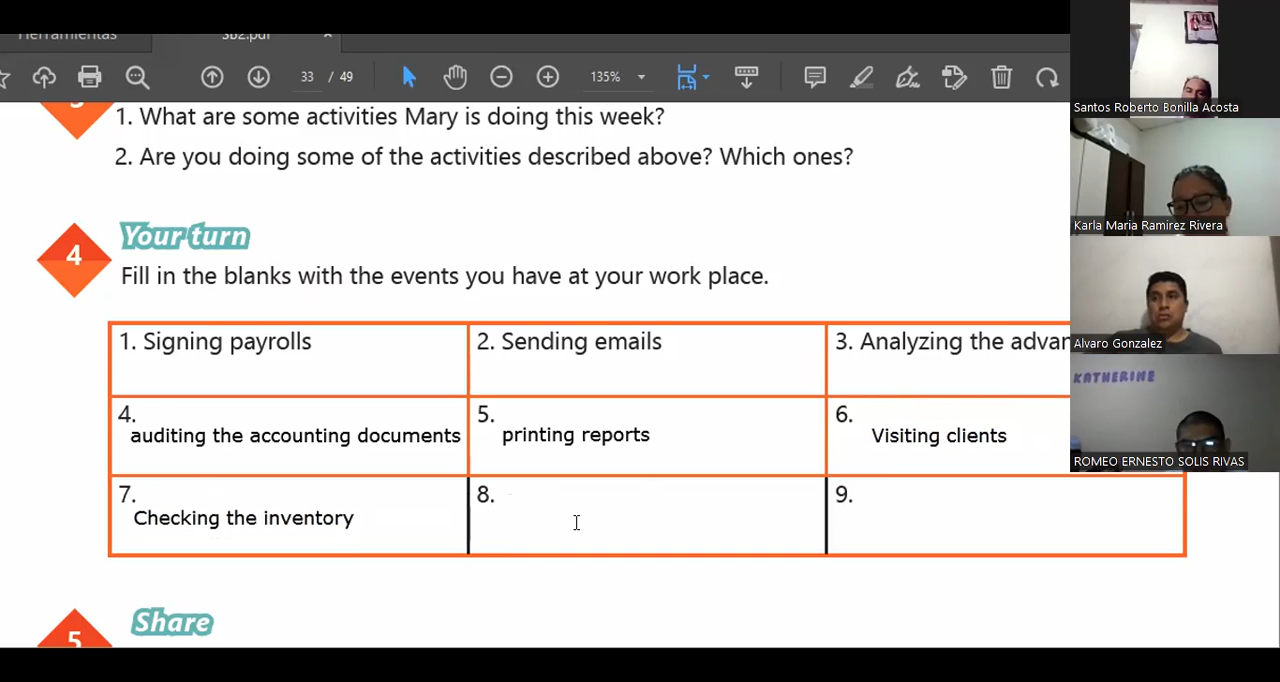 Herramientas
SB2.pdf
×
33 / 49
135%
Santos Roberto Bonilla Acosta
1. What are some activities Mary is doing this week?
2. Are you doing some of the activities described above? Which ones?
Karla Maria Ramirez Rivera
4
Your turn
Fill in the blanks with the events you have at your work place.
1. Signing payrolls
2. Sending emails
3. Analyzing the
Alvaro Gonzalez
KATHERINE
4.
auditing the accounting documents
5.
printing reports
6.
Visiting clients
ROMEO ERNESTO SOLIS RIVAS
7.
Checking the inventory
8.
9.
5
Share